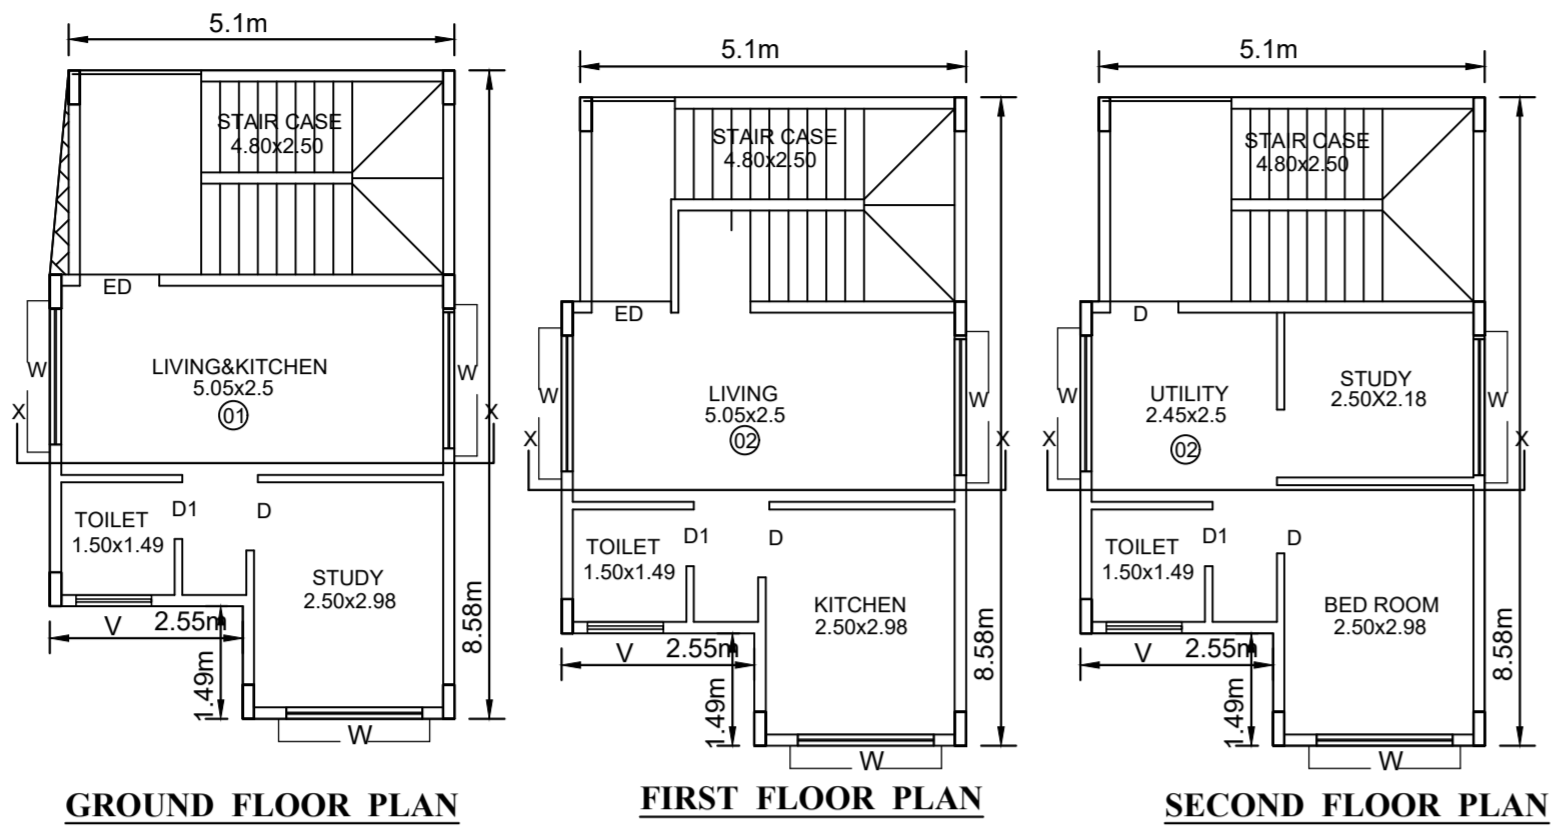 5.1m
STAIR CASE
4.80x2.50
ED
W
LIVING&KITCHEN
5.05x2.5
01
W
X
X
D1
D
TOILET
1.50x1.49
STUDY
2.50x2.98
V
2.55m
1.49m
8.58m
W
GROUND FLOOR PLAN
5.1m
STAIR CASE
4.80x2.50
ED
W
LIVING
5.05x2.5
02
W
X
X
D1
D
TOILET
1.50x1.49
KITCHEN
2.50x2.98
V
2.55m
1.49m
8.58m
W
FIRST FLOOR PLAN
5.1m
STAIR CASE
4.80x2.50
D
W
UTILITY
2.45x2.5
02
STUDY
2.50X2.18
W
X
X
D1
D
TOILET
1.50x1.49
BED ROOM
2.50x2.98
V
2.55m
1.49m
8.58m
W
SECOND FLOOR PLAN